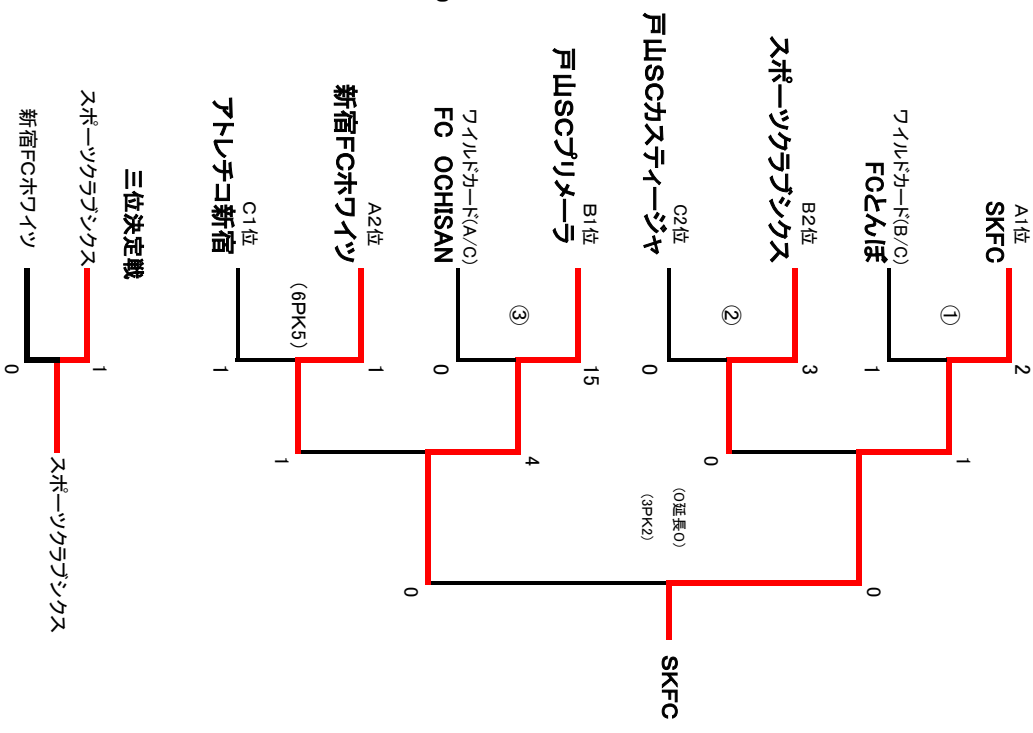 A1位
SKFC
ワイルドカード(B/C)
FCとんぼ
B2位
スポーツクラブシクス
C2位
戸山SCカスティージャ
B1位
戸山SCプリメーラ
ワイルドカード(A/C)
FC OCHISAN
A2位
新宿FCホワイツ
C1位
アトレチコ新宿
①
②
③
(6PK5)
2
1
3
0
15
0
1
1
1
0
4
1
(0延長0)
(3PK2)
0
0
SKFC
三位決定戦
スポーツクラブシクス
新宿FCホワイツ
1
0
スポーツクラブシクス